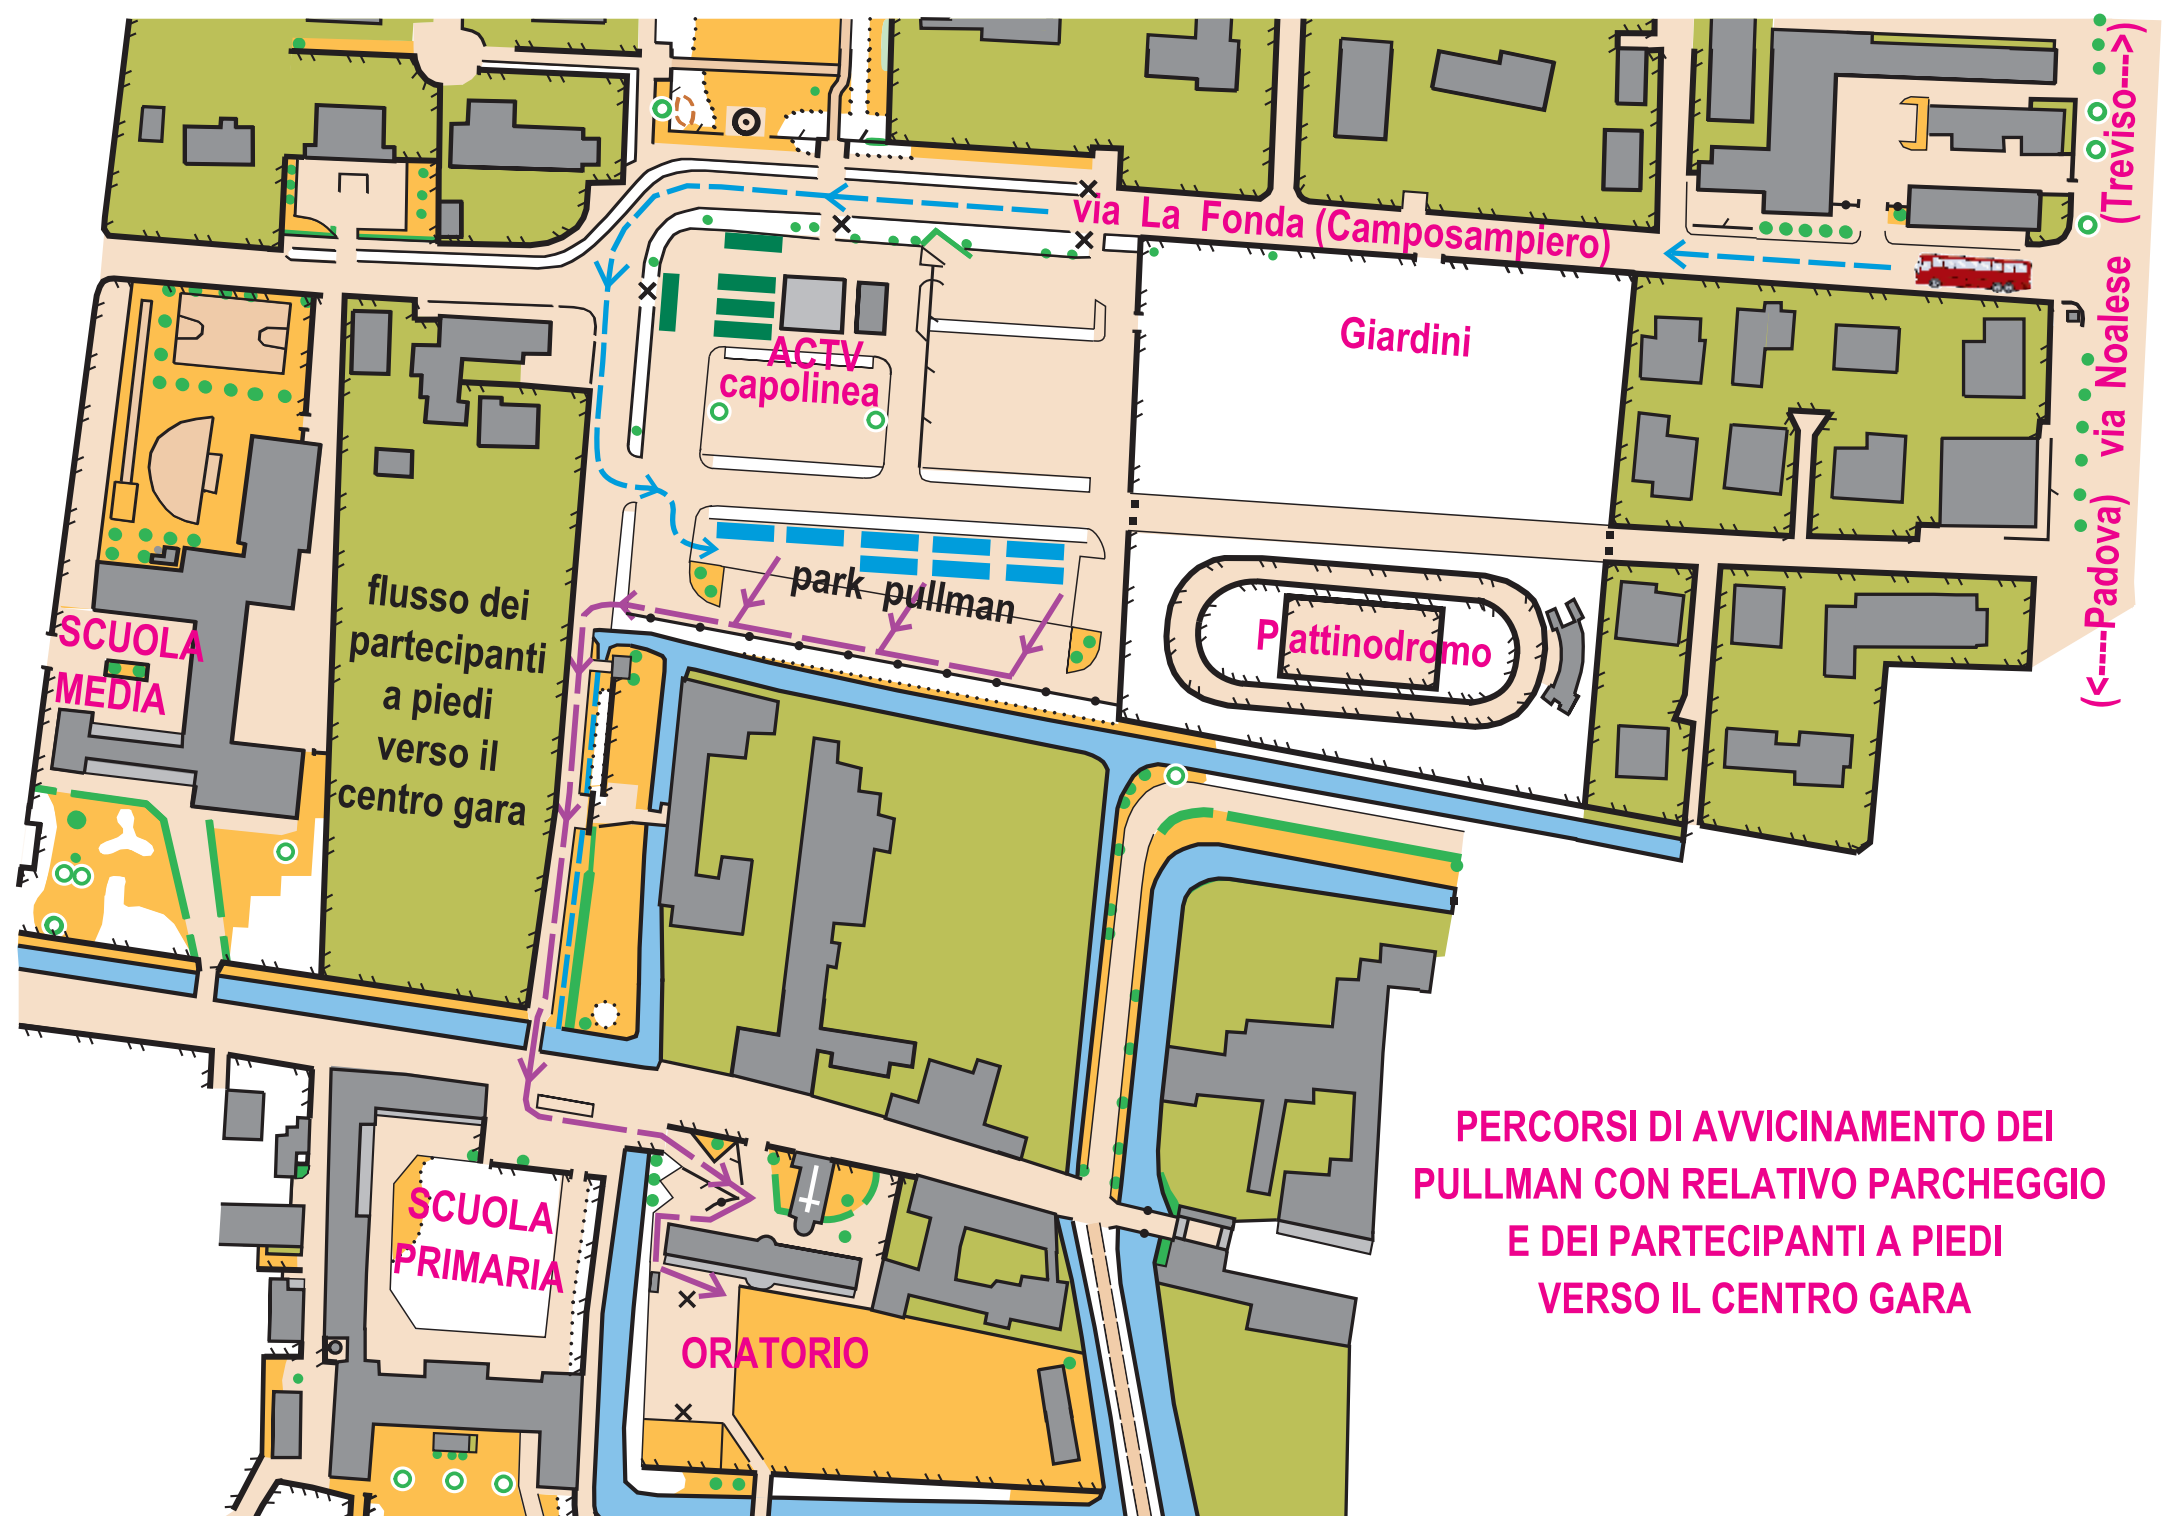 via La Fonda (Camposampiero)
(<----Padova) via Noalese (Treviso--->)
Giardini
ACTV
capolinea
park pullman
flusso dei
partecipanti
a piedi
verso il
centro gara
SCUOLA
MEDIA
Pattinodromo
SCUOLA
PRIMARIA
ORATORIO
PERCORSI DI AVVICINAMENTO DEI
PULLMAN CON RELATIVO PARCHEGGIO
E DEI PARTECIPANTI A PIEDI
VERSO IL CENTRO GARA